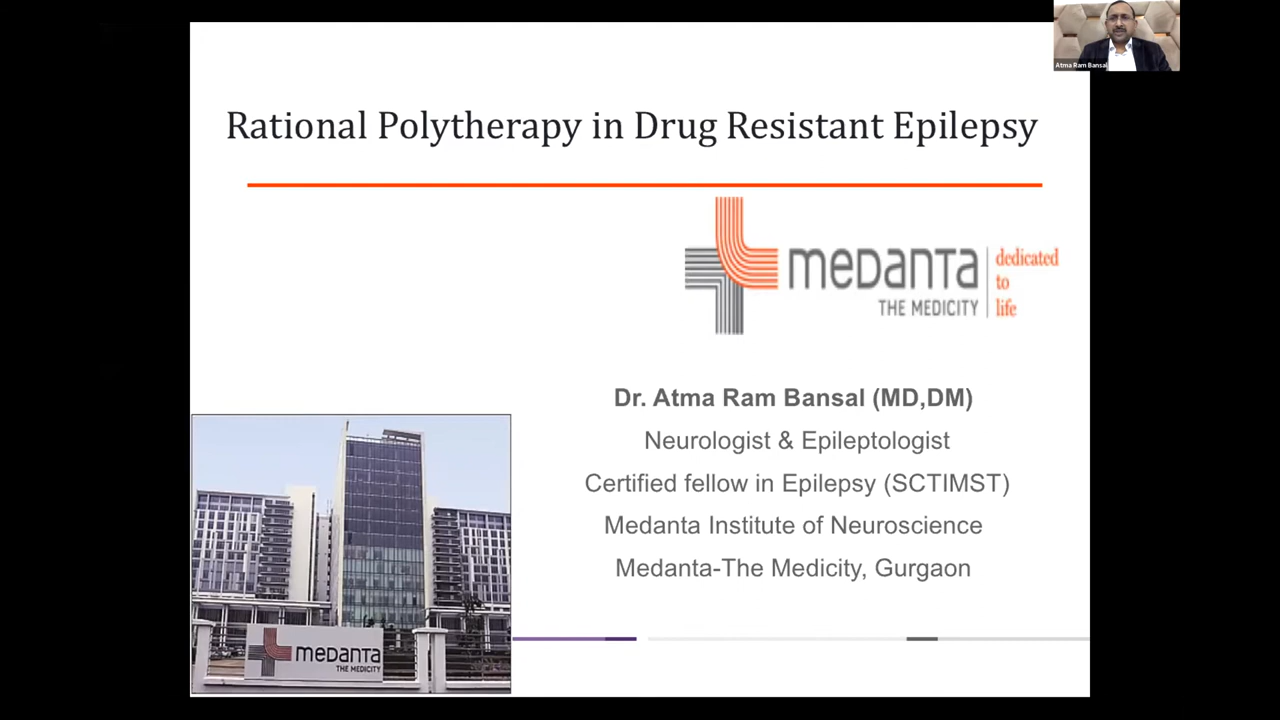 Atma Ram Bansal
Rational Polytherapy in Drug Resistant Epilepsy
medanta
THE MEDICITY
dedicated
to
life
Dr. Atma Ram Bansal (MD,DM)
Neurologist & Epileptologist
Certified fellow in Epilepsy (SCTIMST)
Medanta Institute of Neuroscience
Medanta-The Medicity, Gurgaon
medanta
THE MEDICITY